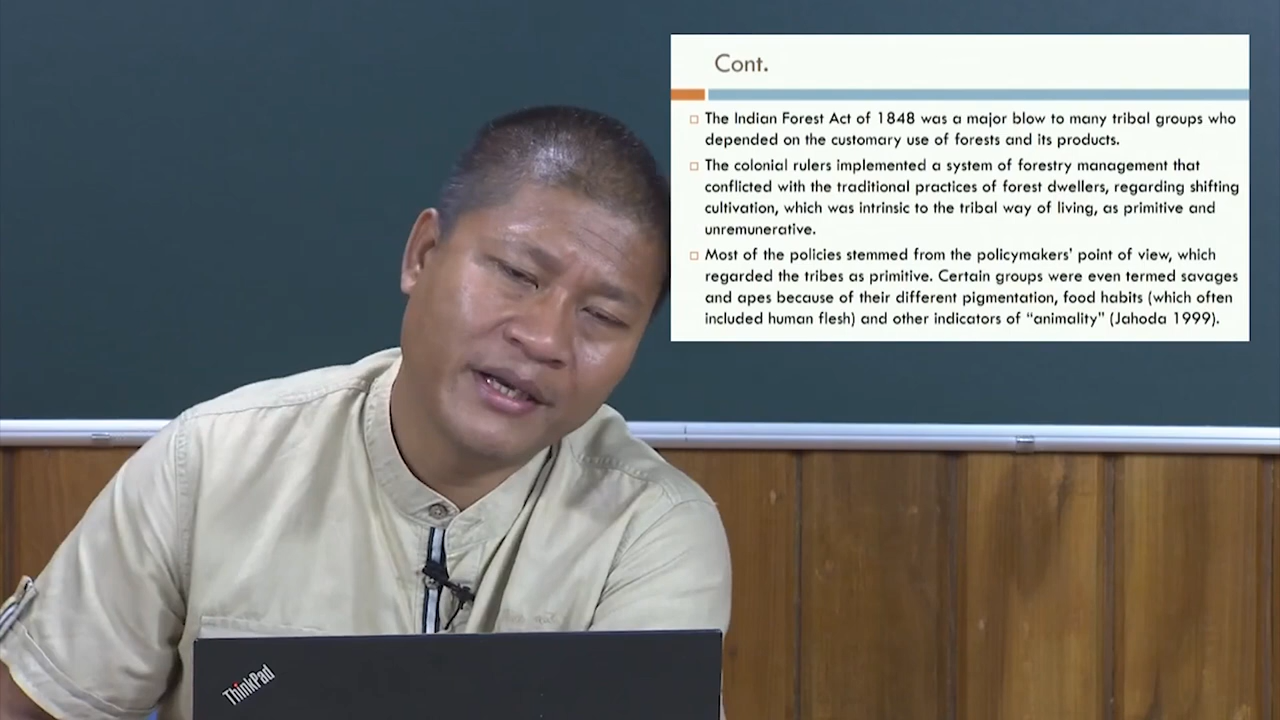 Cont.
The Indian Forest Act of 1848 was a major blow to many tribal groups who
depended on the customary use of forests and its products.
The colonial rulers implemented a system of forestry management that
conflicted with the traditional practices of forest dwellers, regarding shifting
cultivation, which was intrinsic to the tribal way of living, as primitive and
unremunerative.
Most of the policies stemmed from the policymakers' point of view, which
regarded the tribes as primitive. Certain groups were even termed savages
and apes because of their different pigmentation, food habits (which often
included human flesh) and other indicators of “animality” (Jahoda 1999).
ThinkPad